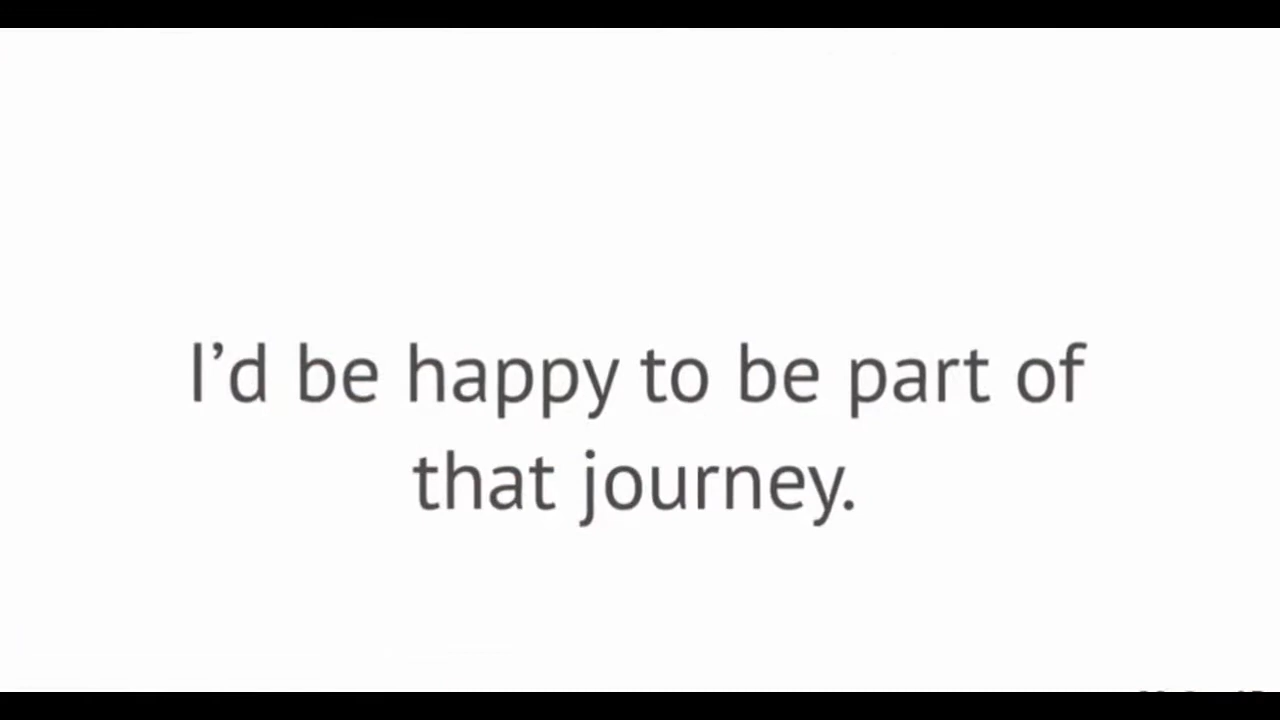 I’d be happy to be part of
that journey.